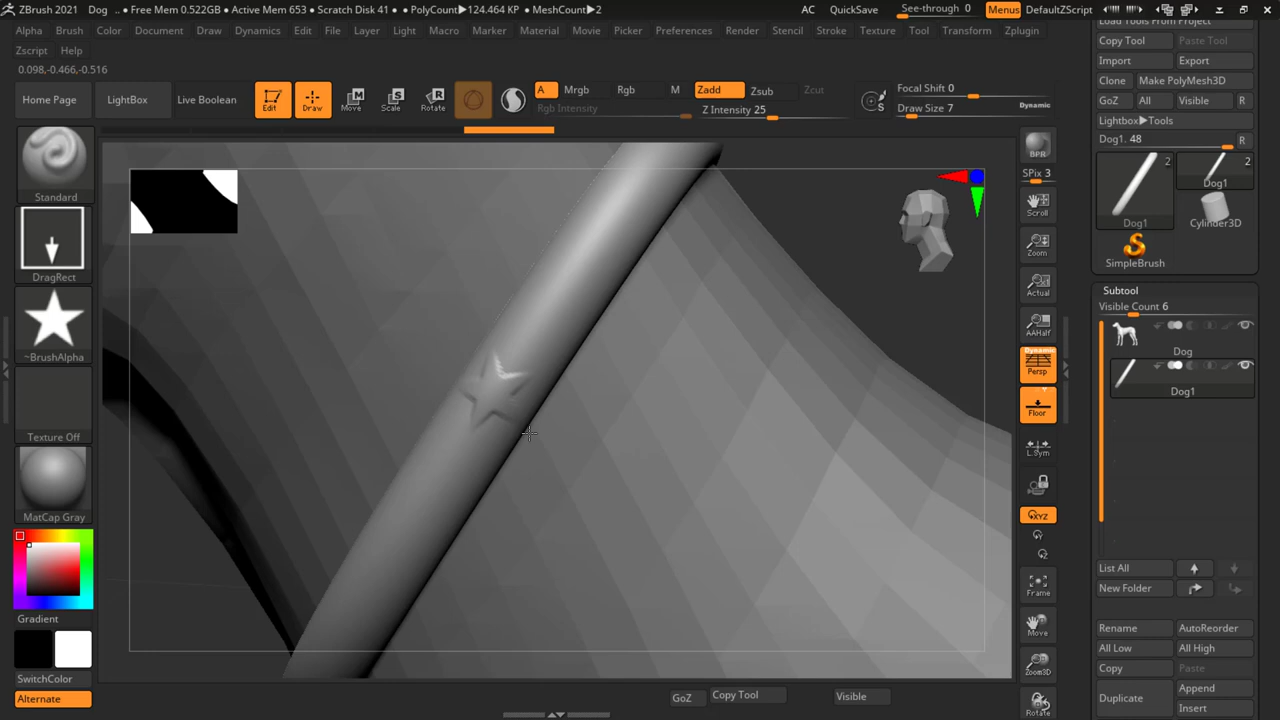 ZBrush 2021 Dog .. ● Free Mem 0.522GB ● Active Mem 653 ● Scratch Disk 41 ● PolyCount▶124.464 KP ● MeshCount▶2 AC QuickSave See-through 0 Menus DefaultZScript
Alpha Brush Color Document Draw Dynamics Edit File Layer Light Macro Marker Material Movie Picker Preferences Render Stencil Stroke Texture Tool Transform Zplugin
Zscript Help
0.098,-0.466,-0.516
Home Page LightBox Live Boolean Edit Draw Move Scale Rotate
A Mrgb Rgb M Zadd Zsub Zcut Focal Shift 0
Rgb Intensity Z Intensity 25 Draw Size 7 Dynamic
S
Standard
DragRect
~BrushAlpha
Texture Off
MatCap Gray
Gradient
SwitchColor
Alternate
BPR
SPix 3
Scroll
Zoom
Actual
AAHalf
Dynamic
Persp
Floor
L.Sym
XYZ
Y
Z
Frame
Move
Zoom3D
Rotate
GoZ Copy Tool Visible
Load Tools From Project
Copy Tool Paste Tool
Import Export
Clone Make PolyMesh3D
GoZ All Visible R
Lightbox▶Tools
Dog1. 48 R
2 2
Dog1
Dog1 Cylinder3D
SimpleBrush
Subtool
Visible Count 6
Dog
Dog1
List All
New Folder
Rename AutoReorder
All Low All High
Copy Paste
Duplicate Append
Insert